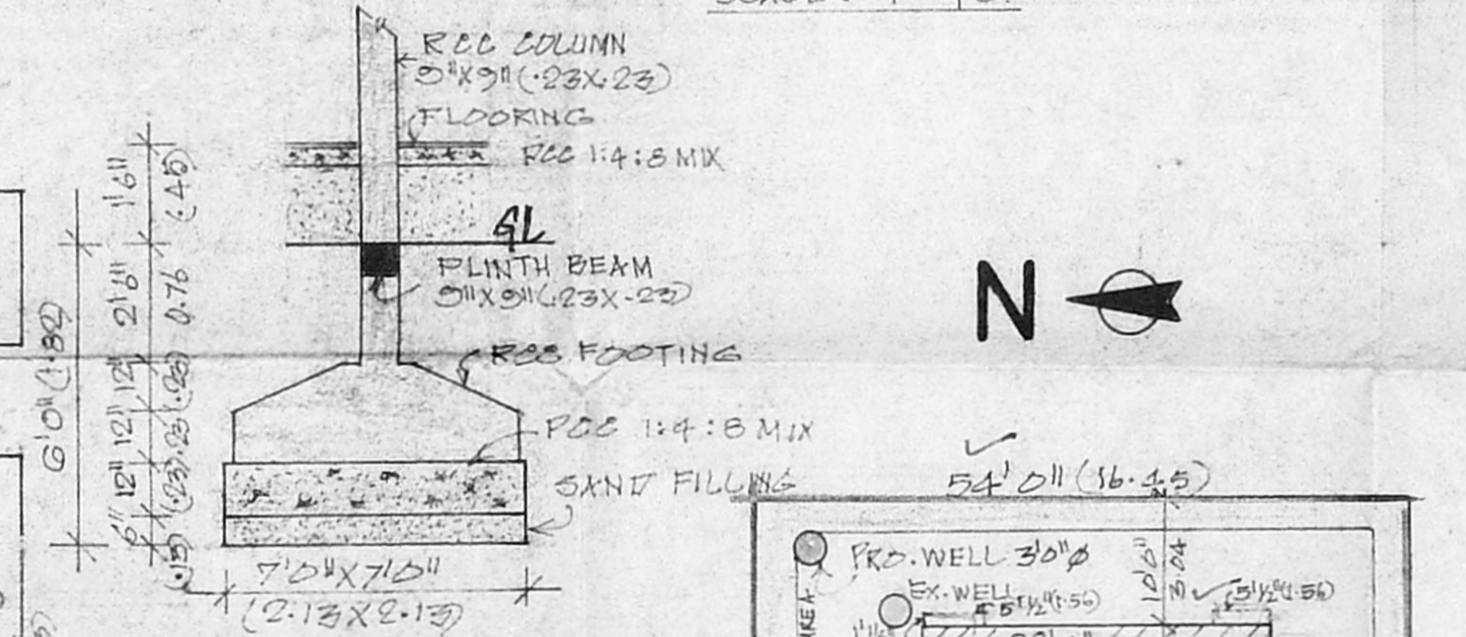 RCC COLUMN
9"X9"(.23X.23)
FLOORING
PCC 1:4:8 MIX
GL
PLINTH BEAM
9"X9"(.23X.23)
RCC FOOTING
PCC 1:4:8 MIX
SAND FILLING
1'6"
(.45)
2'6"
0.76
12"
12"
(.23)
12"
(.23)
6"
(.15)
6'0"(1.82)
7'0"X7'0"
(2.13X2.13)
N
54'0"(16.45)
PRO.WELL 3'0"Ø
EX.WELL
5'1½"(1.56)
10'0"
3.04
5'1½"(1.56)